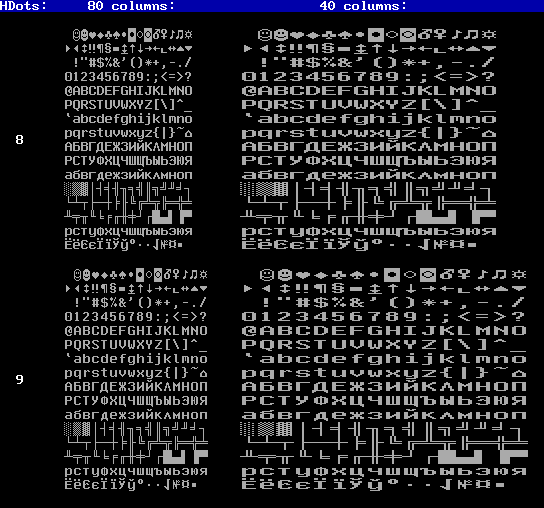 HDots: 80 columns: 40 columns:
☺☻♥♦♣♠•◘○◙♂♀♪♫☼ ☺☻♥♦♣♠•◘○◙♂♀♪♫☼
►◄↕‼¶§▬↨↑↓→←∟↔▲▼ ►◄↕‼¶§▬↨↑↓→←∟↔▲▼
!"#$%&'()*+,-./ !"#$%&'()*+,-./
0123456789:;<=>? 0123456789:;<=>?
@ABCDEFGHIJKLMNO @ABCDEFGHIJKLMNO
PQRSTUVWXYZ[\]^_ PQRSTUVWXYZ[\]^_
`abcdefghijklmno `abcdefghijklmno
pqrstuvwxyz{|}~⌂ pqrstuvwxyz{|}~⌂
8
АБВГДЕЖЗИЙКЛМНОП АБВГДЕЖЗИЙКЛМНОП
РСТУФХЦЧШЩЪЫЬЭЮЯ РСТУФХЦЧШЩЪЫЬЭЮЯ
абвгдежзийклмноп абвгдежзийклмноп
░▒▓│┤╡╢╖╕╣║╗╝╜╛┐ ░▒▓│┤╡╢╖╕╣║╗╝╜╛┐
└┴┬├─┼╞╟╚╔╩╦╠═╬╧ └┴┬├─┼╞╟╚╔╩╦╠═╬╧
╨╤╥╙╘╒╓╫╪┘┌█▄▌▐▀ ╨╤╥╙╘╒╓╫╪┘┌█▄▌▐▀
рстуфхцчшщъыьэюя рстуфхцчшщъыьэюя
ЁёЄєЇїЎў°∙·√№¤■ ЁёЄєЇїЎў°∙·√№¤■
☺☻♥♦♣♠•◘○◙♂♀♪♫☼ ☺☻♥♦♣♠•◘○◙♂♀♪♫☼
►◄↕‼¶§▬↨↑↓→←∟↔▲▼ ►◄↕‼¶§▬↨↑↓→←∟↔▲▼
!"#$%&'()*+,-./ !"#$%&'()*+,-./
0123456789:;<=>? 0123456789:;<=>?
@ABCDEFGHIJKLMNO @ABCDEFGHIJKLMNO
PQRSTUVWXYZ[\]^_ PQRSTUVWXYZ[\]^_
`abcdefghijklmno `abcdefghijklmno
pqrstuvwxyz{|}~⌂ pqrstuvwxyz{|}~⌂
9
АБВГДЕЖЗИЙКЛМНОП АБВГДЕЖЗИЙКЛМНОП
РСТУФХЦЧШЩЪЫЬЭЮЯ РСТУФХЦЧШЩЪЫЬЭЮЯ
абвгдежзийклмноп абвгдежзийклмноп
░▒▓│┤╡╢╖╕╣║╗╝╜╛┐ ░▒▓│┤╡╢╖╕╣║╗╝╜╛┐
└┴┬├─┼╞╟╚╔╩╦╠═╬╧ └┴┬├─┼╞╟╚╔╩╦╠═╬╧
╨╤╥╙╘╒╓╫╪┘┌█▄▌▐▀ ╨╤╥╙╘╒╓╫╪┘┌█▄▌▐▀
рстуфхцчшщъыьэюя рстуфхцчшщъыьэюя
ЁёЄєЇїЎў°∙·√№¤■ ЁёЄєЇїЎў°∙·√№¤■